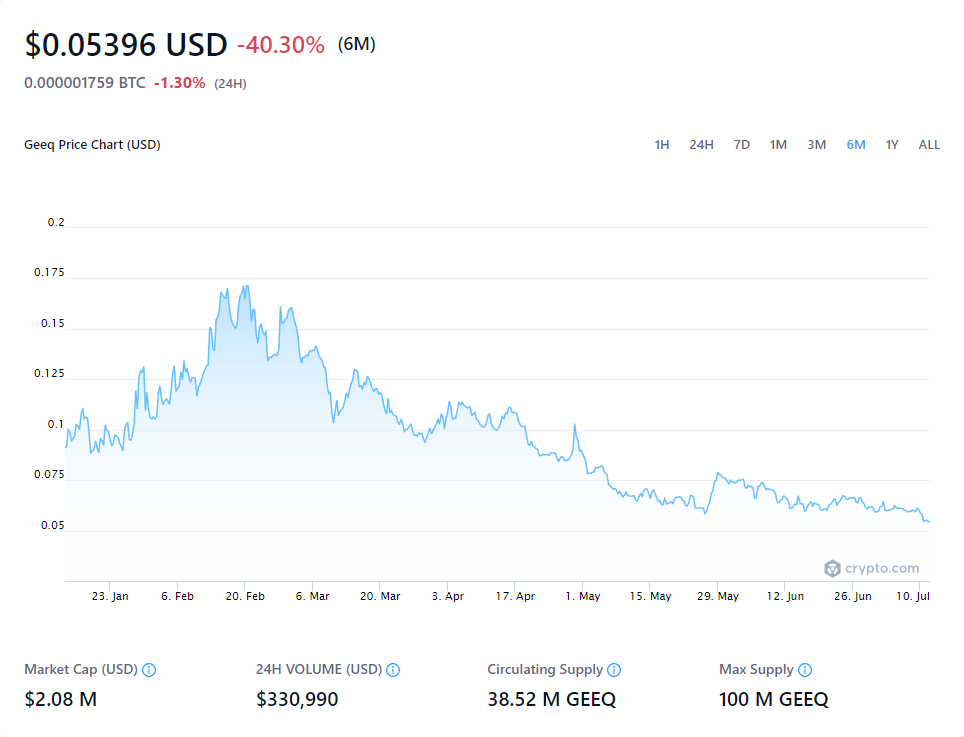 $0.05396 USD -40.30% (6M)
0.000001759 BTC -1.30% (24H)
Geeq Price Chart (USD) 1H 24H 7D 1M 3M 6M 1Y ALL
0.2
0.175
0.15
0.125
0.1
0.075
0.05
crypto.com
23. Jan 6. Feb 20. Feb 6. Mar 20. Mar 3. Apr 17. Apr 1. May 15. May 29. May 12. Jun 26. Jun 10. Jul
Market Cap (USD) 24H VOLUME (USD) Circulating Supply Max Supply
$2.08 M $330,990 38.52 M GEEQ 100 M GEEQ